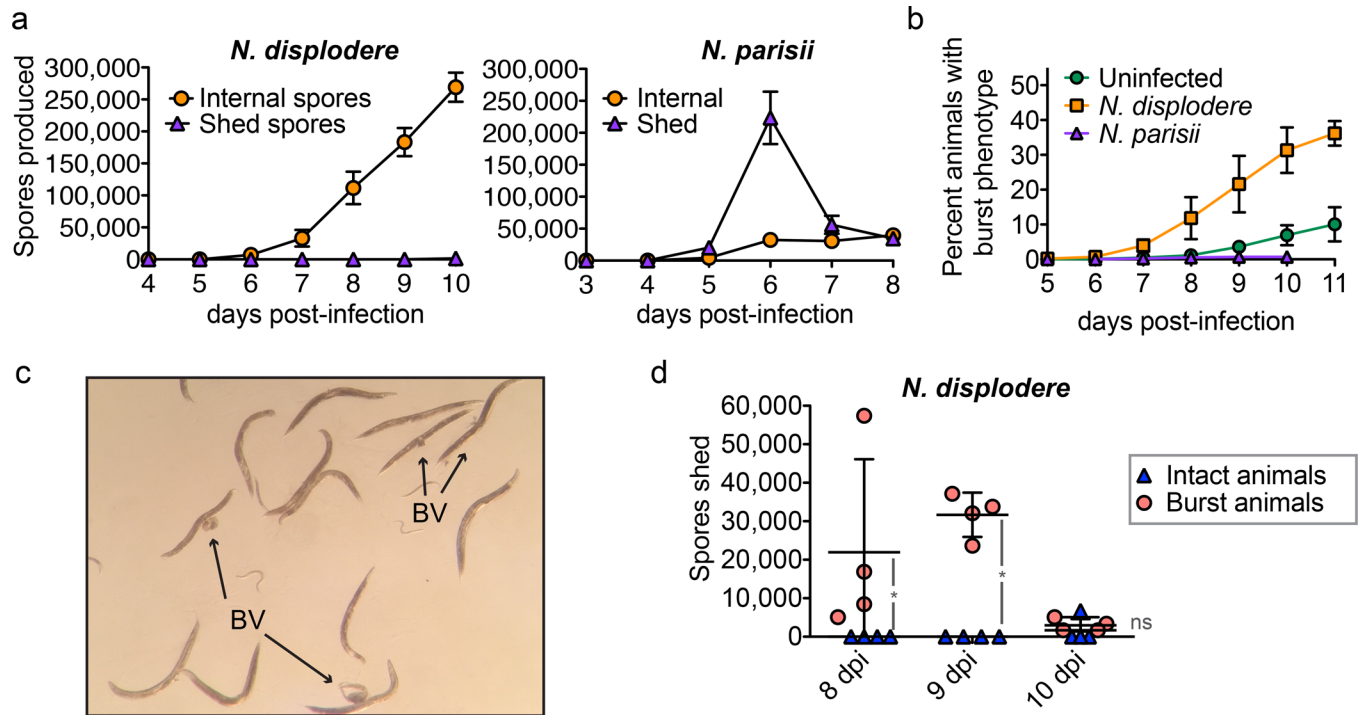 a
N. displodere
Spores produced
300,000
250,000
200,000
150,000
100,000
50,000
0
Internal spores
Shed spores
4 5 6 7 8 9 10
days post-infection
N. parisii
300,000
250,000
200,000
150,000
100,000
50,000
0
Internal
Shed
3 4 5 6 7 8
days post-infection
b
Percent animals with
burst phenotype
50
40
30
20
10
0
Uninfected
N. displodere
N. parisii
5 6 7 8 9 10 11
days post-infection
c
BV
BV
d
N. displodere
Spores shed
60,000
50,000
40,000
30,000
20,000
10,000
0
*
*
ns
8 dpi
9 dpi
10 dpi
Intact animals
Burst animals